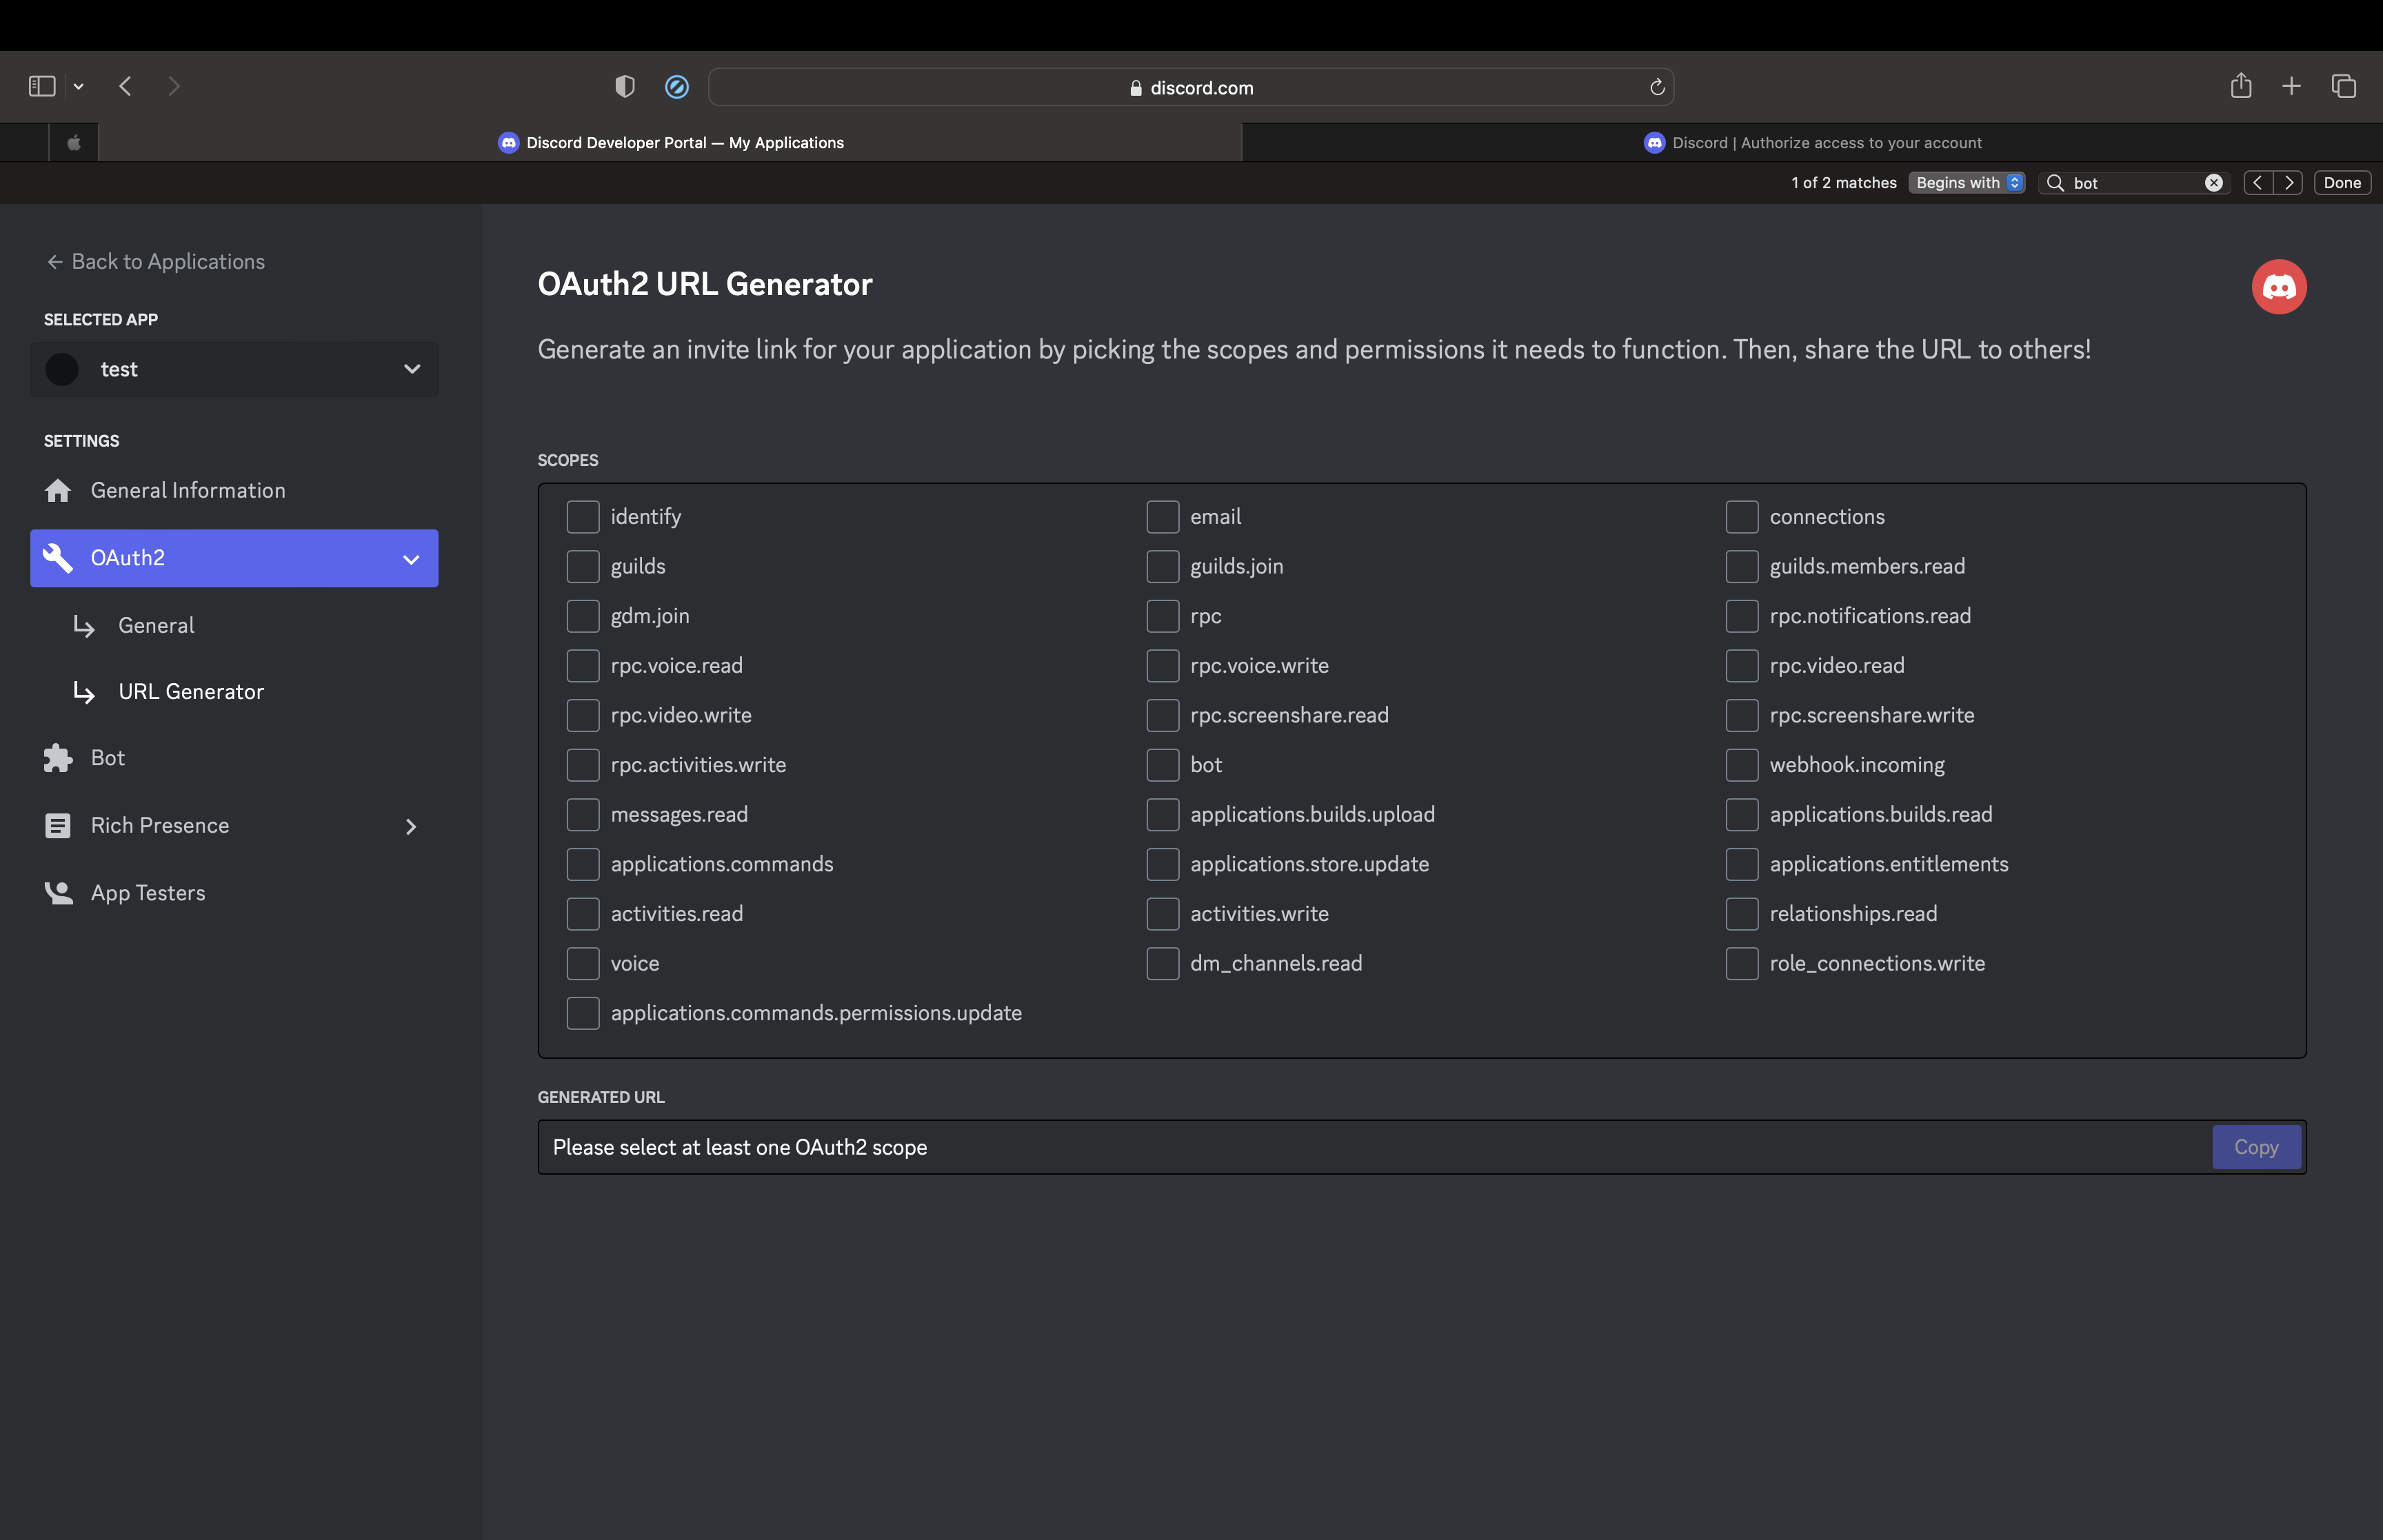 discord.com
Discord Developer Portal — My Applications
Discord | Authorize access to your account
1 of 2 matches
Begins with
bot
Done
← Back to Applications
SELECTED APP
test
SETTINGS
General Information
OAuth2
General
URL Generator
Bot
Rich Presence
App Testers
OAuth2 URL Generator
Generate an invite link for your application by picking the scopes and permissions it needs to function. Then, share the URL to others!
SCOPES
identify
email
connections
guilds
guilds.join
guilds.members.read
gdm.join
rpc
rpc.notifications.read
rpc.voice.read
rpc.voice.write
rpc.video.read
rpc.video.write
rpc.screenshare.read
rpc.screenshare.write
rpc.activities.write
bot
webhook.incoming
messages.read
applications.builds.upload
applications.builds.read
applications.commands
applications.store.update
applications.entitlements
activities.read
activities.write
relationships.read
voice
dm_channels.read
role_connections.write
applications.commands.permissions.update
GENERATED URL
Please select at least one OAuth2 scope
Copy